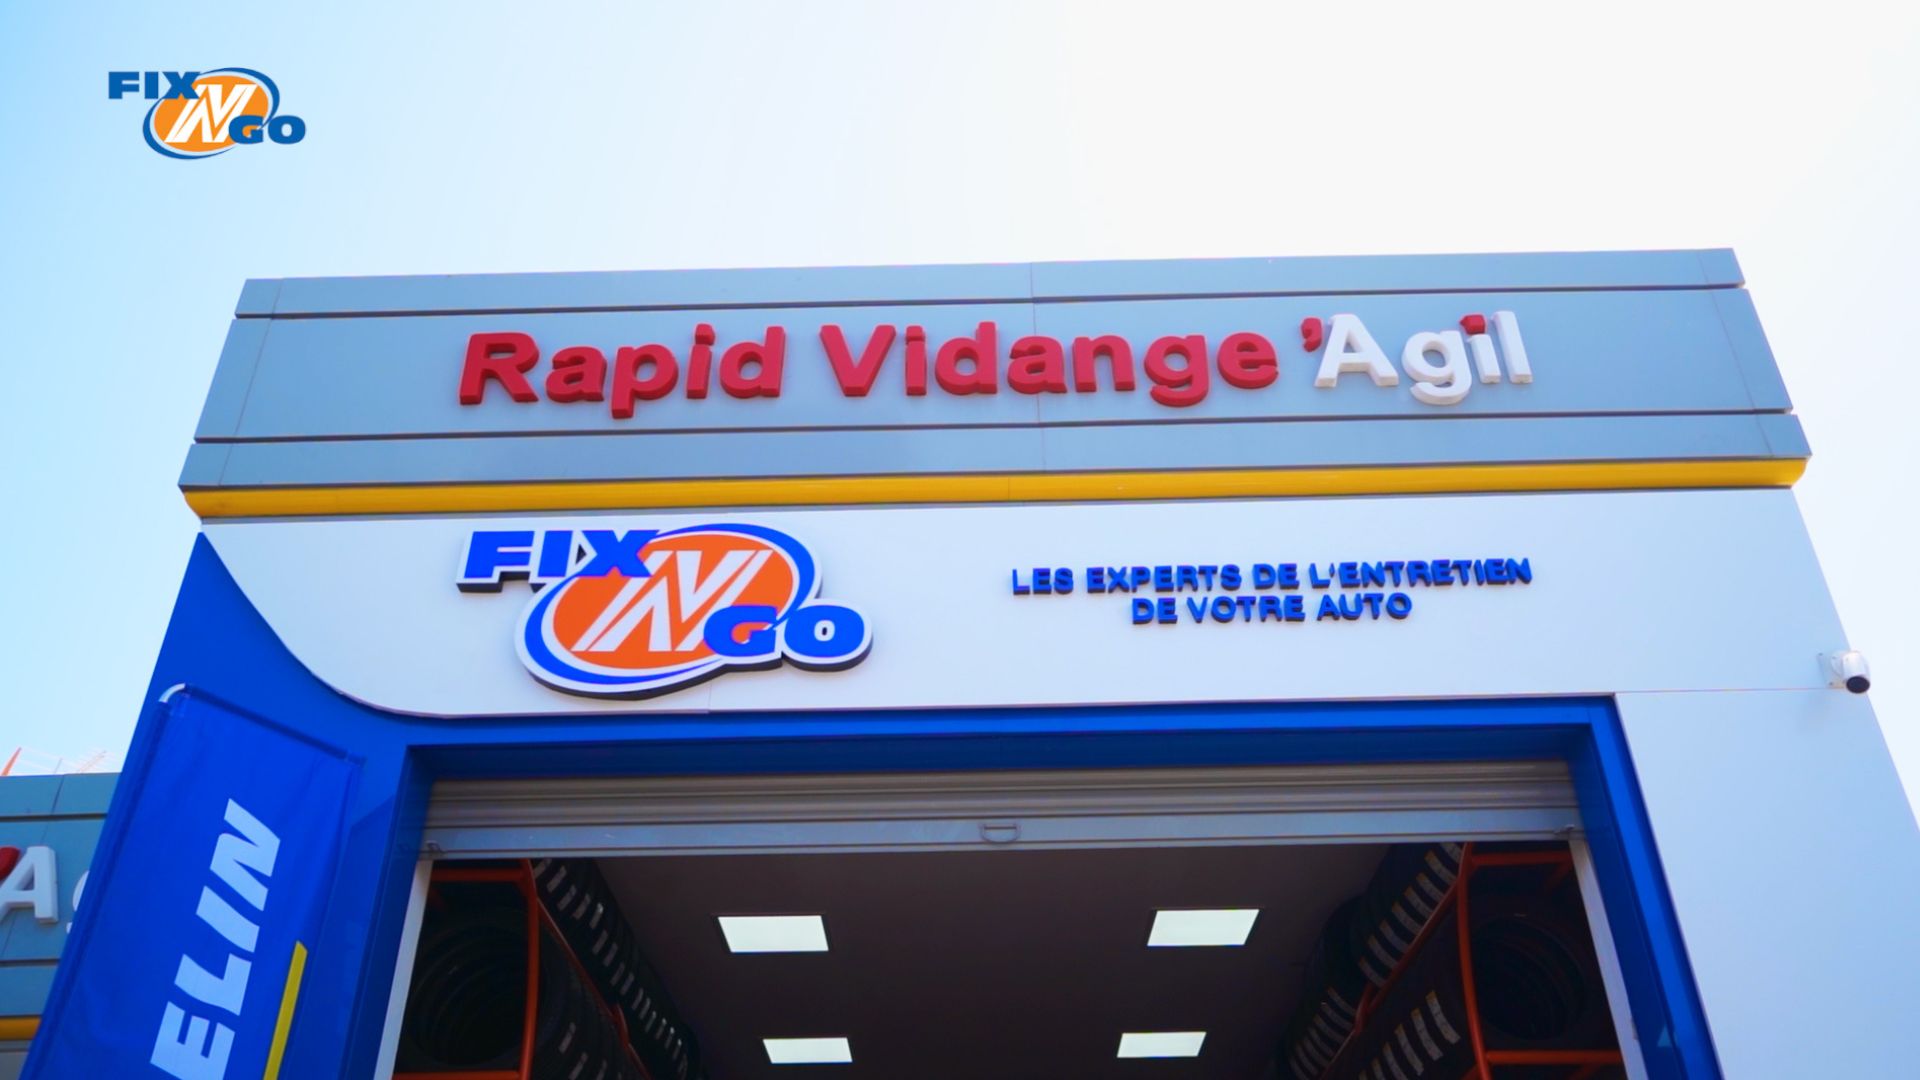 FIX N GO
Rapid Vidange 'Agil
FIX N GO
LES EXPERTS DE L'ENTRETIEN
DE VOTRE AUTO
ELIN
'A